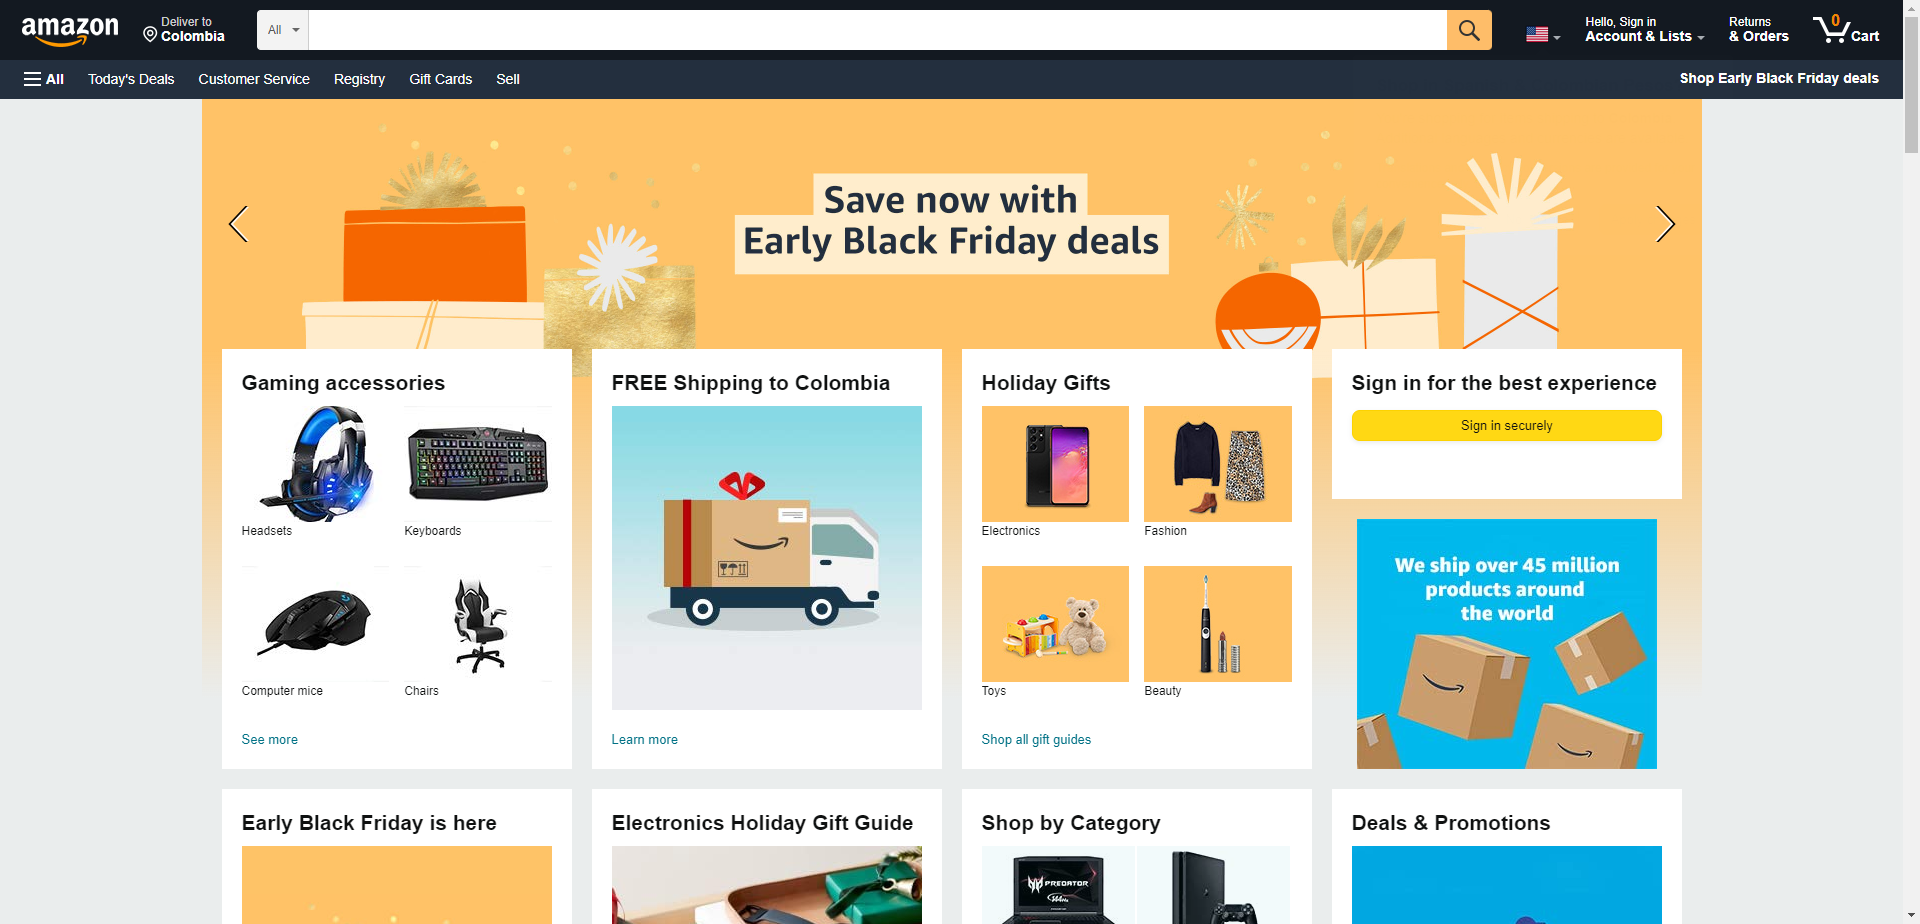 amazon
Deliver to
Colombia
All
Hello, Sign in
Account & Lists
Returns
& Orders
0
Cart
All
Today's Deals
Customer Service
Registry
Gift Cards
Sell
Shop Early Black Friday deals
Save now with
Early Black Friday deals
Gaming accessories
Headsets
Keyboards
Computer mice
Chairs
See more
FREE Shipping to Colombia
Learn more
Holiday Gifts
Electronics
Fashion
Toys
Beauty
Shop all gift guides
Sign in for the best experience
Sign in securely
We ship over 45 million
products around
the world
Early Black Friday is here
Electronics Holiday Gift Guide
Shop by Category
PREDATOR
Deals & Promotions